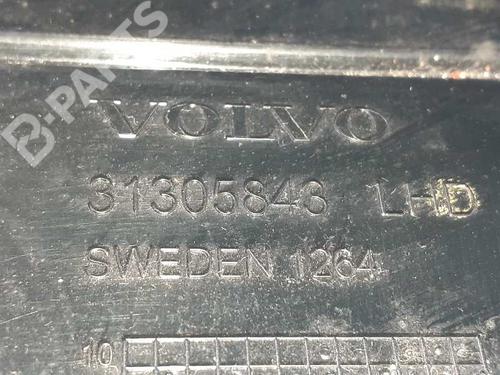 B-PARTS
VOLVO
31305843 LHD
SWEDEN 1264
10